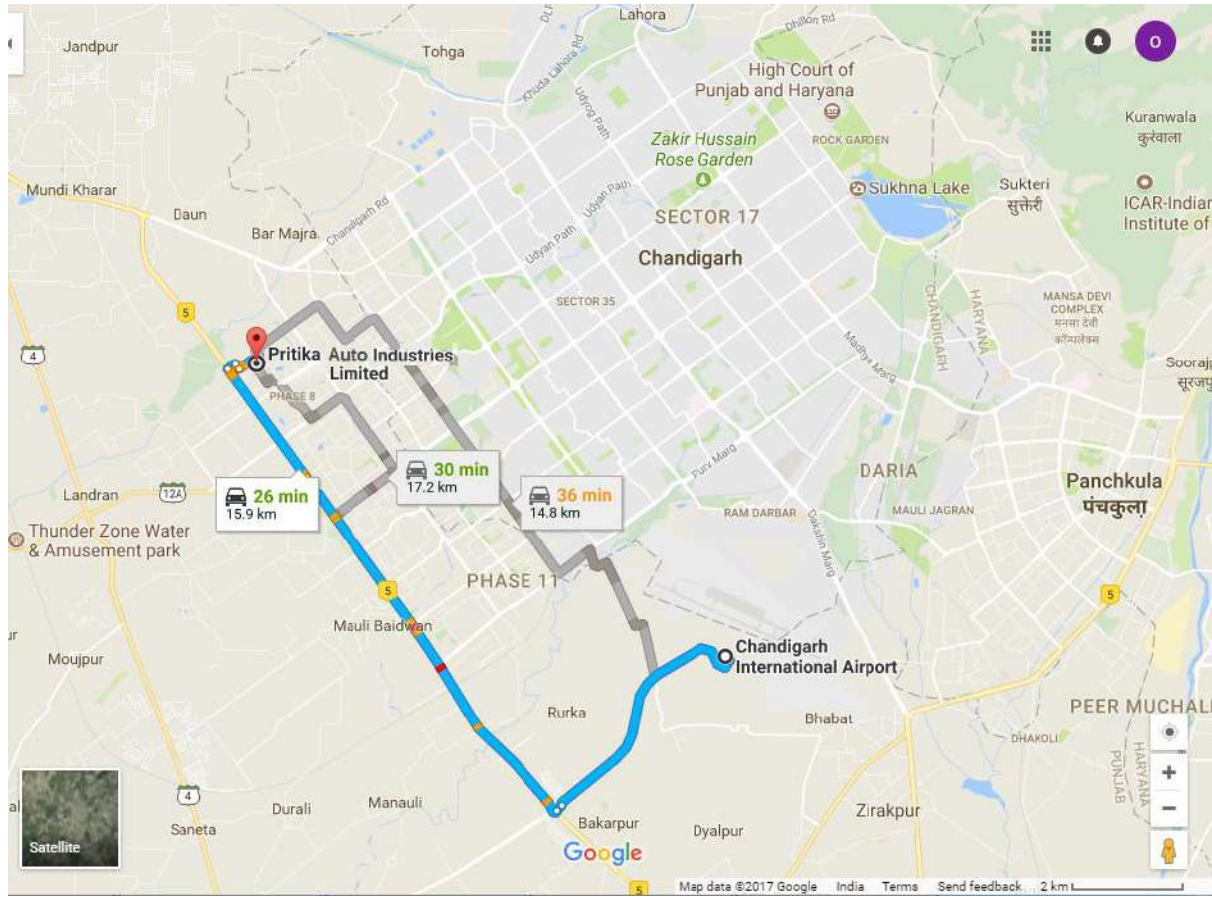 Lahora
Dhillon Rd
Jandpur
Tohga
Khuda Lahora Rd
Udyog Path
High Court of
Punjab and Haryana
O
Kuranwala
कुरंवाला
Zakir Hussain
Rose Garden
ROCK GARDEN
Mundi Kharar
Daun
Bar Majra
Chandigarh Rd
Udyan Path
Udyan Path
SECTOR 17
Sukhna Lake
Sukteri
सुकेरी
ICAR-Indian
Institute of
Chandigarh
CHANDIGARH
HARYANA
SECTOR 35
MANSA DEVI
COMPLEX
मनसा देवी
कॉम्पलेक्स
5
4
Madhya Marg
Pritika Auto Industries
Limited
PHASE 8
Sooraj
सूरजपु
30 min
17.2 km
26 min
15.9 km
36 min
14.8 km
Purv Marg
DARIA
Panchkula
पंचकुला
Landran
12A
RAM DARBAR
MAULI JAGRAN
Dakshin Marg
Thunder Zone Water
& Amusement park
PHASE 11
5
5
Mauli Baidwan
Moujpur
Chandigarh
International Airport
Rurka
Bhabat
PEER MUCHALL
DHAKOLI
PUNJAB
HARYANA
4
Durali
Manauli
Saneta
Bakarpur
Dyalpur
Zirakpur
Satellite
Google
5
Map data ©2017 Google India Terms Send feedback 2 km